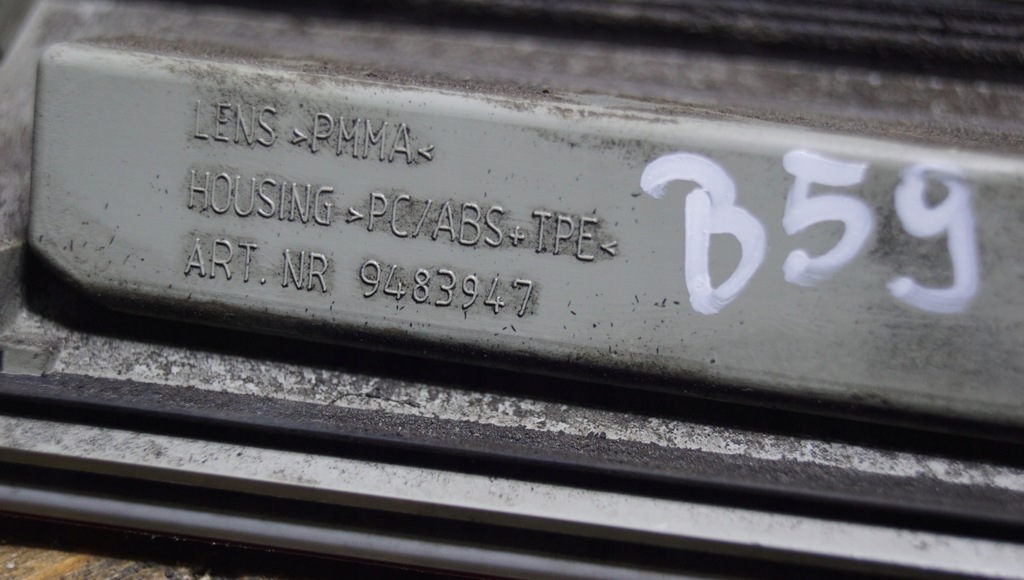 LENS >PMMA<
HOUSING >PC/ABS+TPE<
ART. NR 9483947
B59